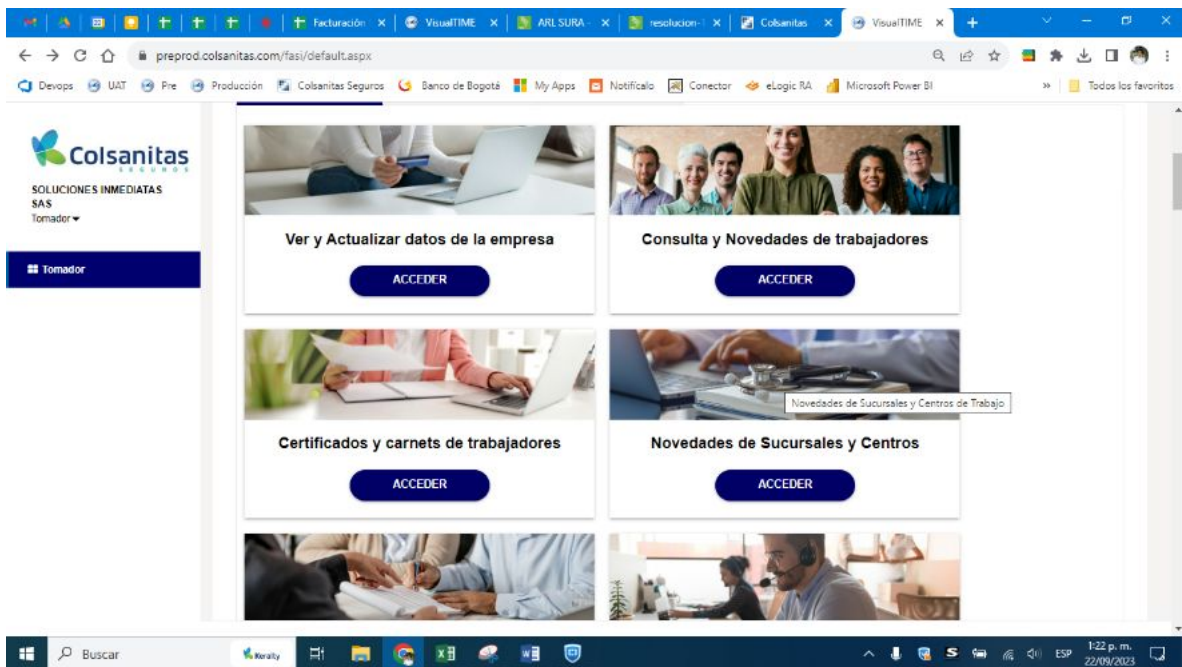 Facturación
VisualTIME
ARL SURA -
resolucion-1
Colsanitas
VisualTIME
preprod.colsanitas.com/fasi/default.aspx
Devops
UAT
Pre
Producción
Colsanitas Seguros
Banco de Bogotá
My Apps
Notifícalo
Conector
eLogic RA
Microsoft Power BI
»
Todos los favoritos
Colsanitas
SEGUROS
SOLUCIONES INMEDIATAS
SAS
Tomador
Tomador
Ver y Actualizar datos de la empresa
ACCEDER
Consulta y Novedades de trabajadores
ACCEDER
Certificados y carnets de trabajadores
ACCEDER
Novedades de Sucursales y Centros de Trabajo
Novedades de Sucursales y Centros
ACCEDER
Buscar
Keralty
ESP
1:22 p. m.
22/09/2023